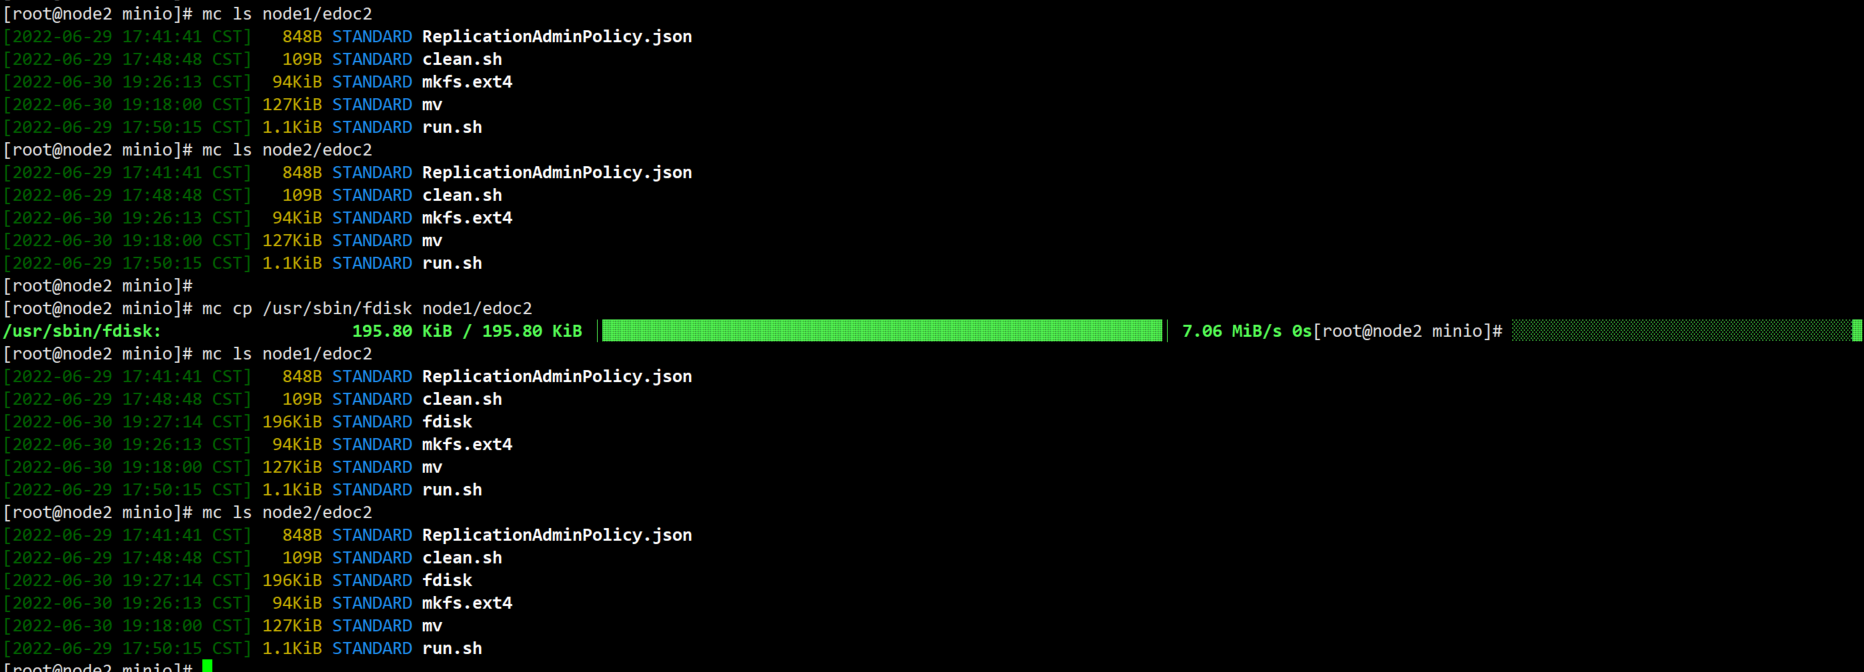 [root@node2 minio]# mc ls node1/edoc2
[2022-06-29 17:41:41 CST]   848B STANDARD ReplicationAdminPolicy.json
[2022-06-29 17:48:48 CST]   109B STANDARD clean.sh
[2022-06-30 19:26:13 CST]  94KiB STANDARD mkfs.ext4
[2022-06-30 19:18:00 CST] 127KiB STANDARD mv
[2022-06-29 17:50:15 CST] 1.1KiB STANDARD run.sh
[root@node2 minio]# mc ls node2/edoc2
[2022-06-29 17:41:41 CST]   848B STANDARD ReplicationAdminPolicy.json
[2022-06-29 17:48:48 CST]   109B STANDARD clean.sh
[2022-06-30 19:26:13 CST]  94KiB STANDARD mkfs.ext4
[2022-06-30 19:18:00 CST] 127KiB STANDARD mv
[2022-06-29 17:50:15 CST] 1.1KiB STANDARD run.sh
[root@node2 minio]#
[root@node2 minio]# mc cp /usr/sbin/fdisk node1/edoc2
/usr/sbin/fdisk:                   195.80 KiB / 195.80 KiB 7.06 MiB/s 0s[root@node2 minio]#
[root@node2 minio]# mc ls node1/edoc2
[2022-06-29 17:41:41 CST]   848B STANDARD ReplicationAdminPolicy.json
[2022-06-29 17:48:48 CST]   109B STANDARD clean.sh
[2022-06-30 19:27:14 CST] 196KiB STANDARD fdisk
[2022-06-30 19:26:13 CST]  94KiB STANDARD mkfs.ext4
[2022-06-30 19:18:00 CST] 127KiB STANDARD mv
[2022-06-29 17:50:15 CST] 1.1KiB STANDARD run.sh
[root@node2 minio]# mc ls node2/edoc2
[2022-06-29 17:41:41 CST]   848B STANDARD ReplicationAdminPolicy.json
[2022-06-29 17:48:48 CST]   109B STANDARD clean.sh
[2022-06-30 19:27:14 CST] 196KiB STANDARD fdisk
[2022-06-30 19:26:13 CST]  94KiB STANDARD mkfs.ext4
[2022-06-30 19:18:00 CST] 127KiB STANDARD mv
[2022-06-29 17:50:15 CST] 1.1KiB STANDARD run.sh
[root@node2 minio]#